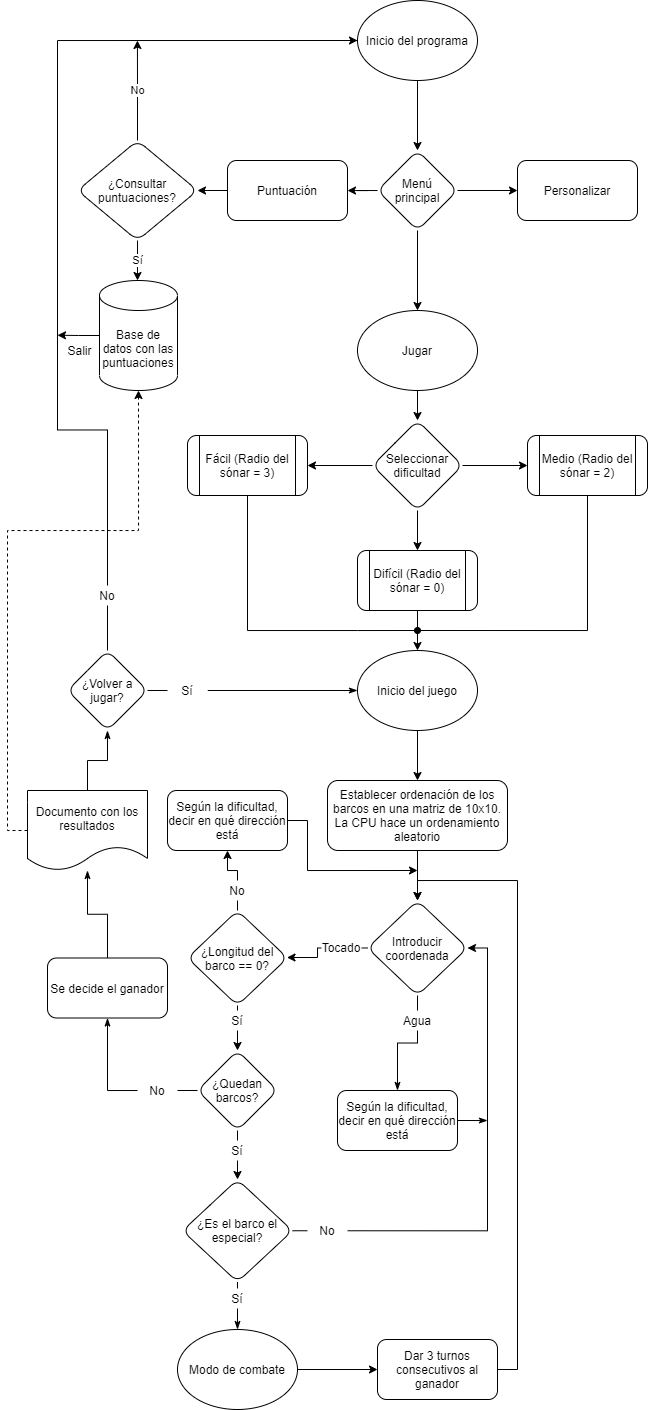 Inicio del programa
No
¿Consultar
puntuaciones?
Puntuación
Menú
principal
Personalizar
Sí
Base de
datos con las
puntuaciones
Salir
Jugar
Fácil (Radio del
sónar = 3)
Seleccionar
dificultad
Medio (Radio del
sónar = 2)
Difícil (Radio del
sónar = 0)
No
¿Volver a
jugar?
Sí
Inicio del juego
Documento con los
resultados
Según la dificultad,
decir en qué dirección
está
Establecer ordenación de los
barcos en una matriz de 10x10.
La CPU hace un ordenamiento
aleatorio
No
¿Longitud del
barco == 0?
Tocado
Introducir
coordenada
Se decide el ganador
Sí
Agua
No
¿Quedan
barcos?
Según la dificultad,
decir en qué dirección
está
Sí
¿Es el barco el
especial?
No
Sí
Modo de combate
Dar 3 turnos
consecutivos al
ganador